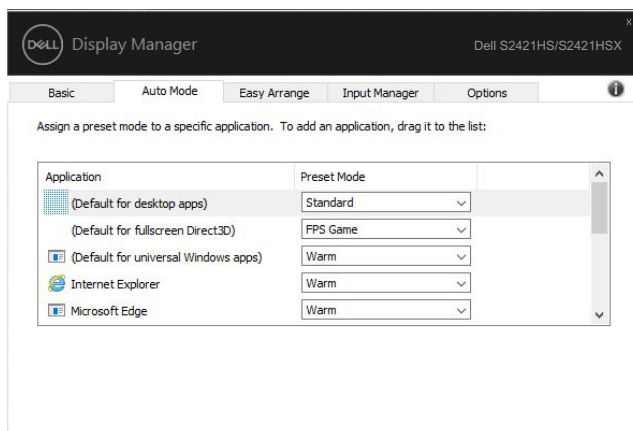 x
DELL Display Manager Dell S2421HS/S2421HSX
Basic Auto Mode Easy Arrange Input Manager Options i
Assign a preset mode to a specific application. To add an application, drag it to the list:
Application Preset Mode
(Default for desktop apps) Standard
(Default for fullscreen Direct3D) FPS Game
(Default for universal Windows apps) Warm
Internet Explorer Warm
Microsoft Edge Warm